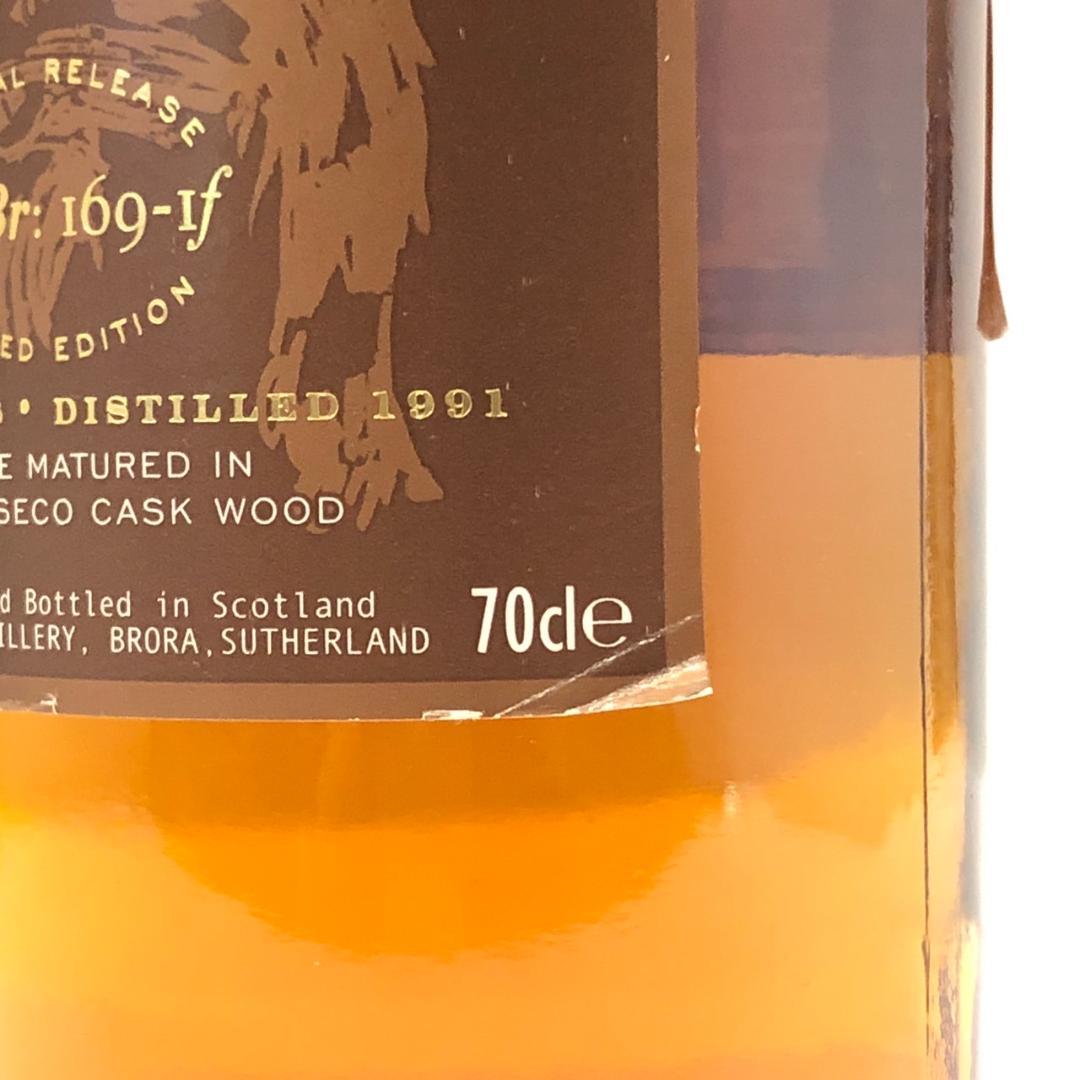 AL RELEASE
Br: 169-1f
ED EDITION
• DISTILLED 1991
E MATURED IN
SECO CASK WOOD
d Bottled in Scotland
ILLERY, BRORA, SUTHERLAND
70cl℮